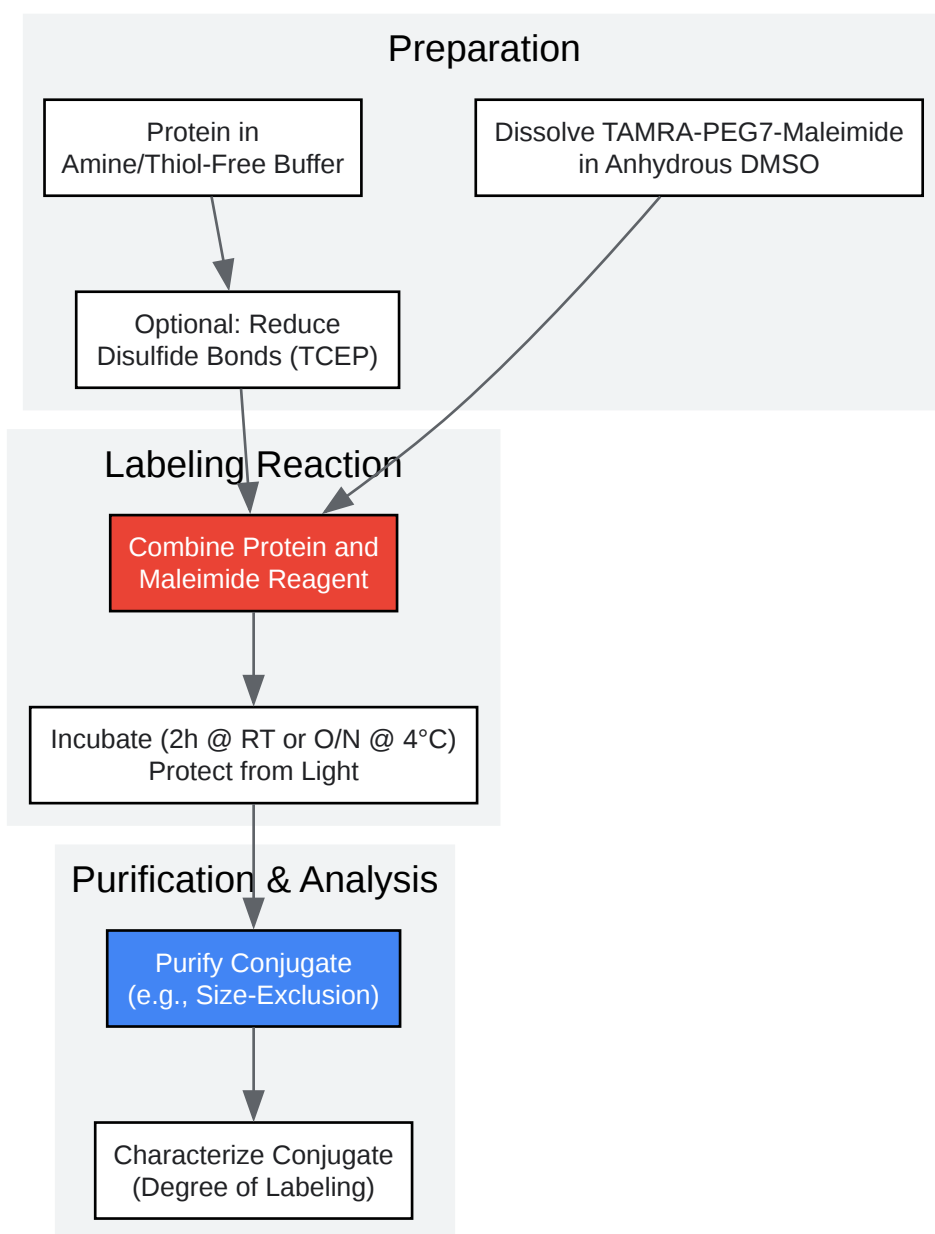 Preparation
Protein in
Amine/Thiol-Free Buffer
Dissolve TAMRA-PEG7-Maleimide
in Anhydrous DMSO
Optional: Reduce
Disulfide Bonds (TCEP)
Labeling Reaction
Combine Protein and
Maleimide Reagent
Incubate (2h @ RT or O/N @ 4°C)
Protect from Light
Purification & Analysis
Purify Conjugate
(e.g., Size-Exclusion)
Characterize Conjugate
(Degree of Labeling)